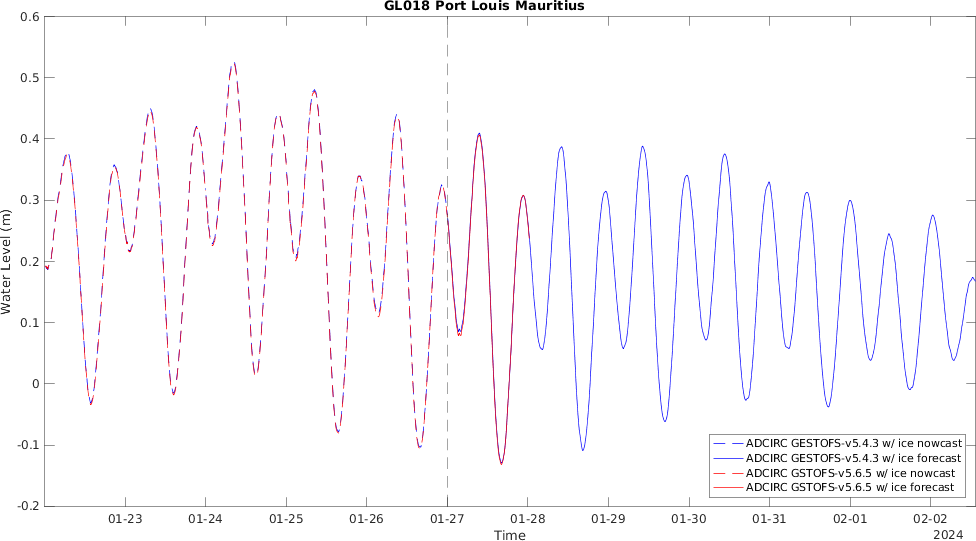 GL018 Port Louis Mauritius
0.6
0.5
0.4
0.3
0.2
0.1
0
-0.1
-0.2
Water Level (m)
ADCIRC GESTOFS-v5.4.3 w/ ice nowcast
ADCIRC GESTOFS-v5.4.3 w/ ice forecast
ADCIRC GSTOFS-v5.6.5 w/ ice nowcast
ADCIRC GSTOFS-v5.6.5 w/ ice forecast
01-23 01-24 01-25 01-26 01-27 01-28 01-29 01-30 01-31 02-01 02-02
Time
2024